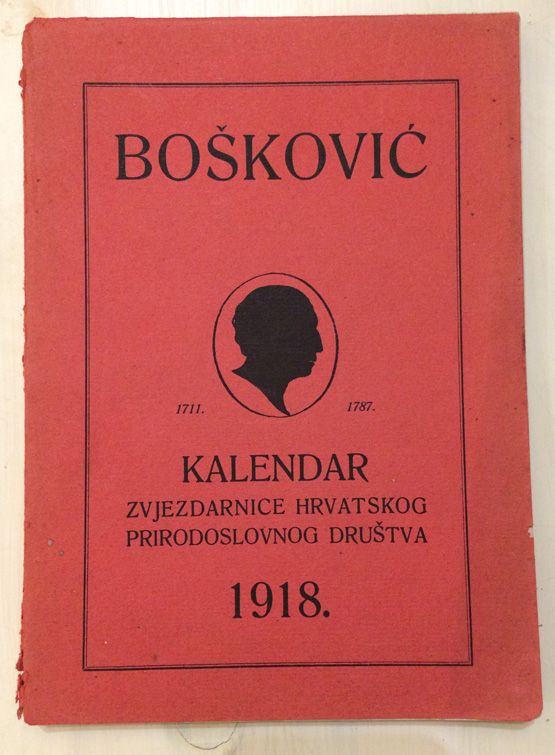 BOŠKOVIĆ
1711. 1787.
KALENDAR
ZVJEZDARNICE HRVATSKOG
PRIRODOSLOVNOG DRUŠTVA
1918.